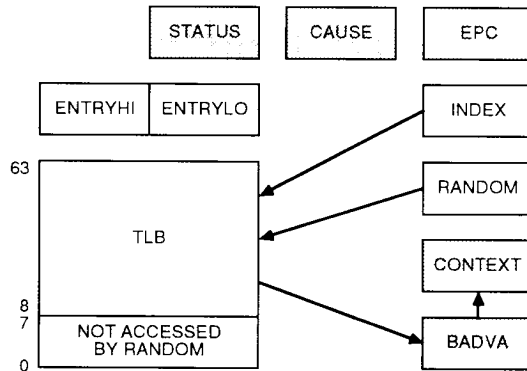 STATUS
CAUSE
EPC
ENTRYHI
ENTRYLO
INDEX
63
RANDOM
TLB
CONTEXT
8
7
NOT ACCESSED
BY RANDOM
BADVA
0